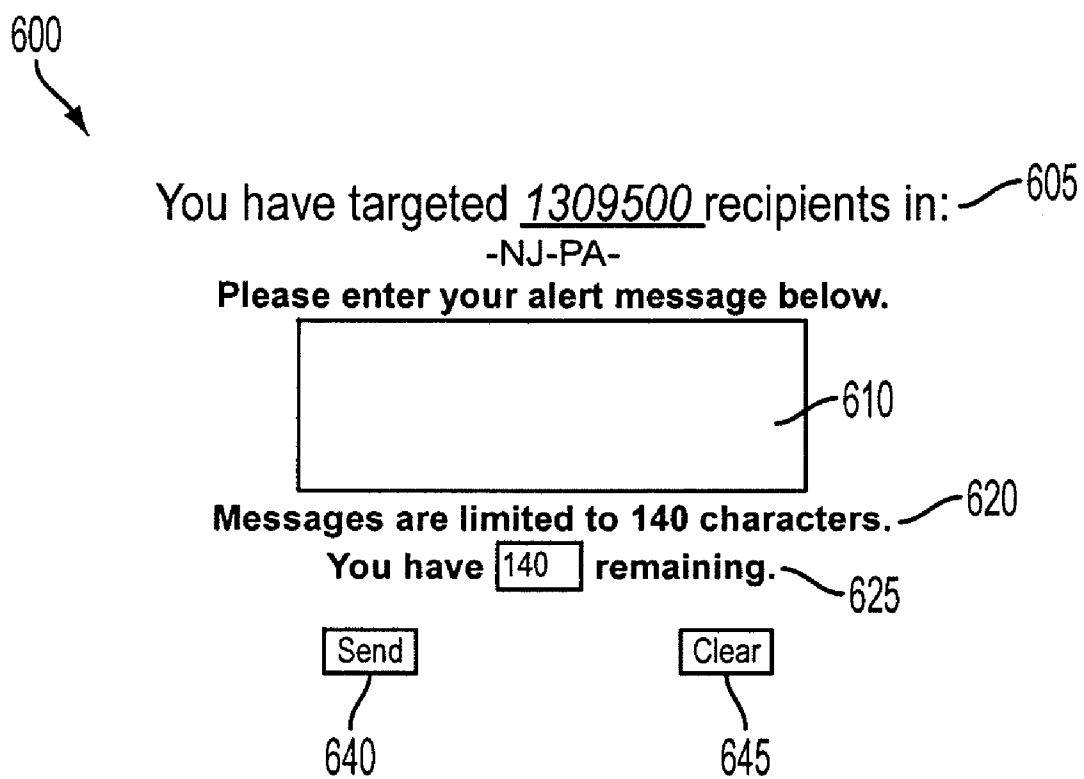 600
You have targeted 1309500 recipients in: 605
-NJ-PA-
Please enter your alert message below.
610
Messages are limited to 140 characters. 620
You have 140 remaining. 625
Send Clear
640 645